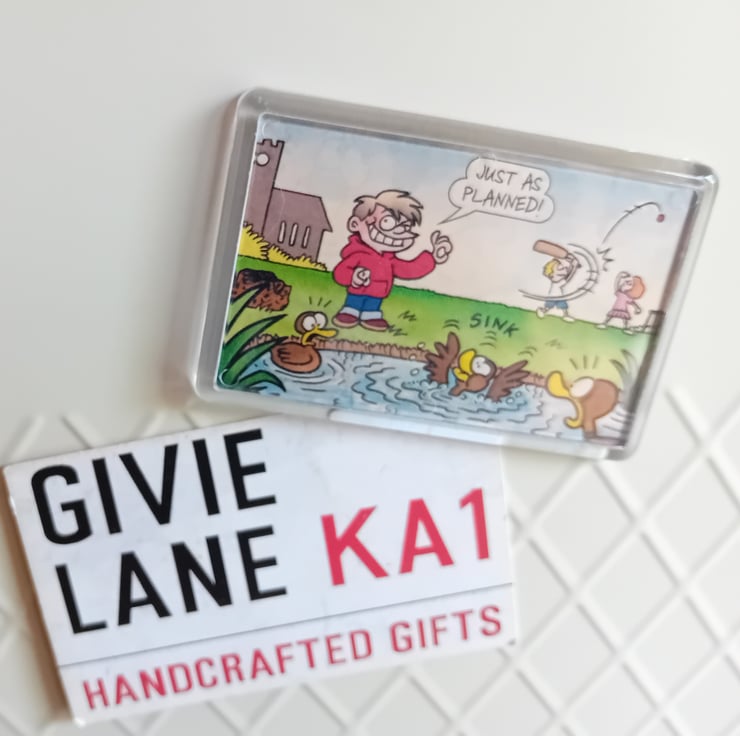 JUST AS
PLANNED!
SINK
GIVIE
LANE KA1
HANDCRAFTED GIFTS